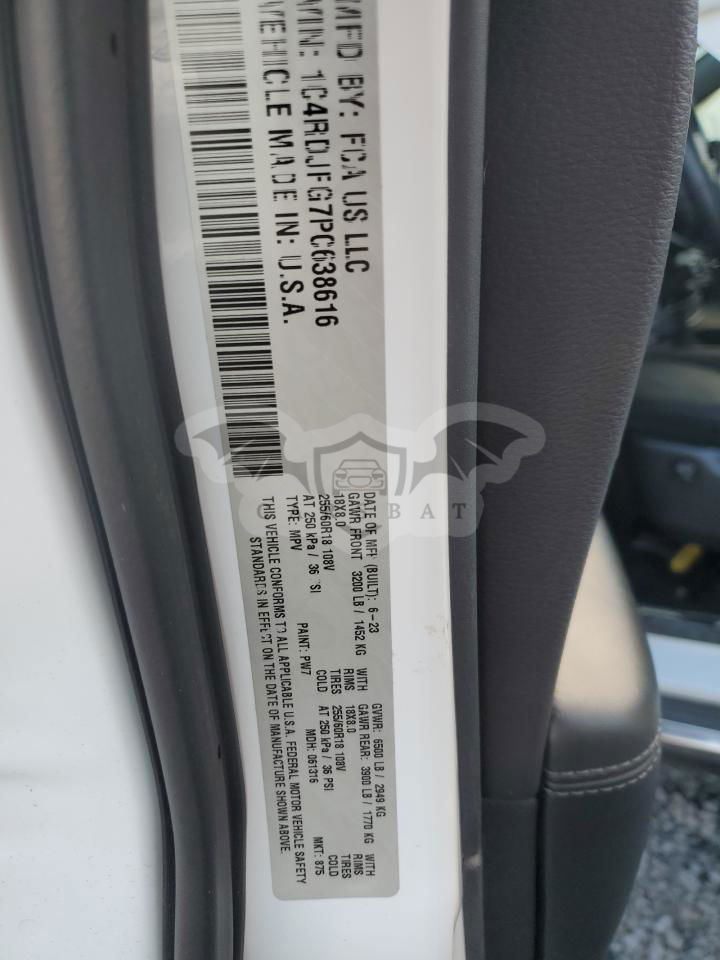 MFD BY: FCA US LLC
VIN: 1C4RDJFG7PC638616
VEHICLE MADE IN: U.S.A.
DATE OF MFR (BUILT): 6-23 GVWR: 6500 LB / 2949 KG
GAWR FRONT 3200 LB / 1452 KG WITH GAWR REAR: 3900 LB / 1770 KG WITH
18X8.0 RIMS 18X8.0 RIMS
255/60R18 108V TIRES 255/60R18 108V TIRES
AT 250 kPa / 36 PSI COLD AT 250 kPa / 36 PSI COLD
TYPE: MPV PAINT: PW7 MDH: 061316 MKT: 875
THIS VEHICLE CONFORMS TO ALL APPLICABLE U.S.A. FEDERAL MOTOR VEHICLE SAFETY
STANDARDS IN EFFECT ON THE DATE OF MANUFACTURE SHOWN ABOVE.